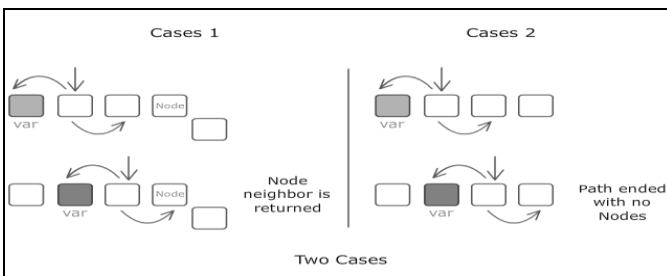 Cases 1
Cases 2
Node
var
var
Node
var
Node
neighbor is
returned
var
Path ended
with no
Nodes
Two Cases